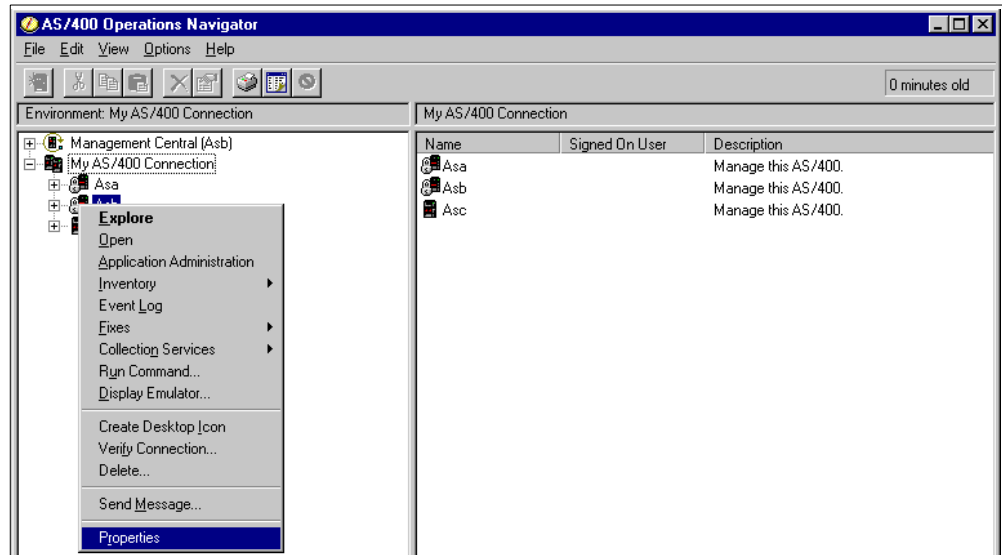 AS/400 Operations Navigator
File Edit View Options Help
0 minutes old
Environment: My AS/400 Connection
My AS/400 Connection
Management Central (Asb)
My AS/400 Connection
Asa
Asb
Name Signed On User Description
Asa Manage this AS/400.
Asb Manage this AS/400.
Asc Manage this AS/400.
Explore
Open
Application Administration
Inventory
Event Log
Fixes
Collection Services
Run Command...
Display Emulator...
Create Desktop Icon
Verify Connection...
Delete...
Send Message...
Properties